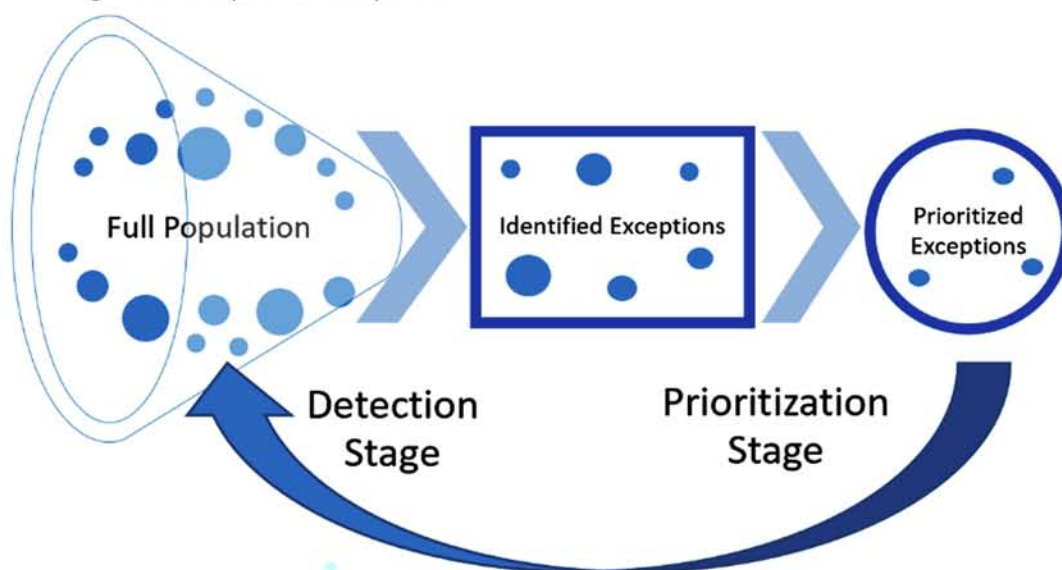 Full Population
Identified Exceptions
Prioritized
Exceptions
Detection
Stage
Prioritization
Stage